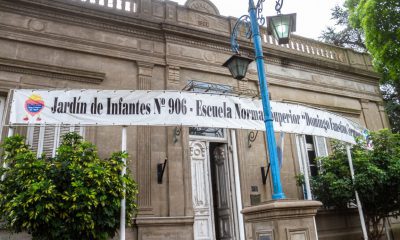 Jardín de Infantes Nº 906 - Escuela Normal Superior "Domingo Faustino